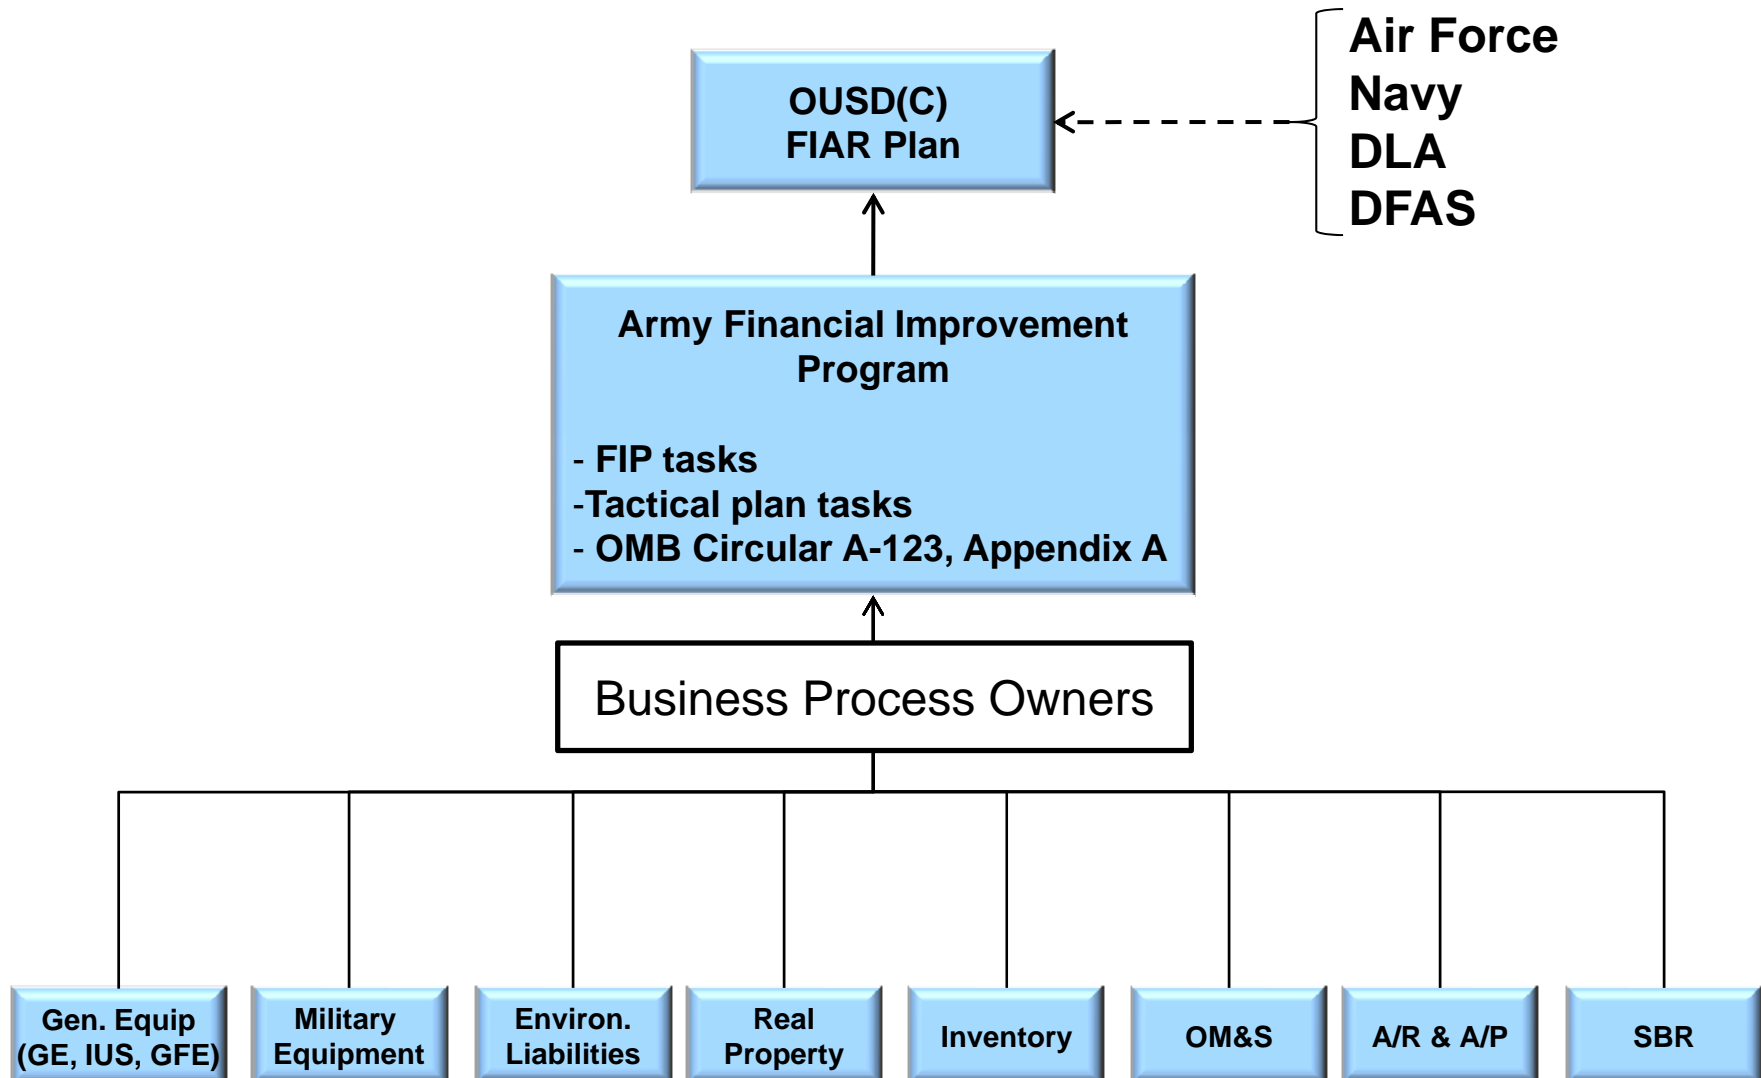 OUSD(C)
FIAR Plan
Air Force
Navy
DLA
DFAS
Army Financial Improvement
Program
- FIP tasks
-Tactical plan tasks
- OMB Circular A-123, Appendix A
Business Process Owners
Gen. Equip
(GE, IUS, GFE)
Military
Equipment
Environ.
Liabilities
Real
Property
Inventory
OM&S
A/R & A/P
SBR